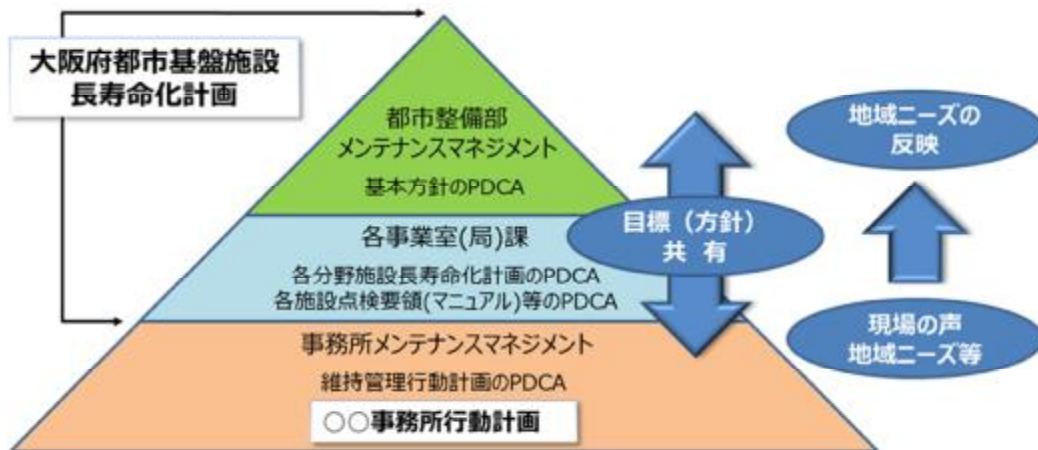 大阪府都市基盤施設
長寿命化計画
都市整備部
メンテナンスマネジメント
基本方針のPDCA
各事業室(局)課
各分野施設長寿命化計画のPDCA
各施設点検要領(マニュアル)等のPDCA
事務所メンテナンスマネジメント
維持管理行動計画のPDCA
○○事務所行動計画
目標（方針）
共 有
地域ニーズの
反映
現場の声
地域ニーズ等